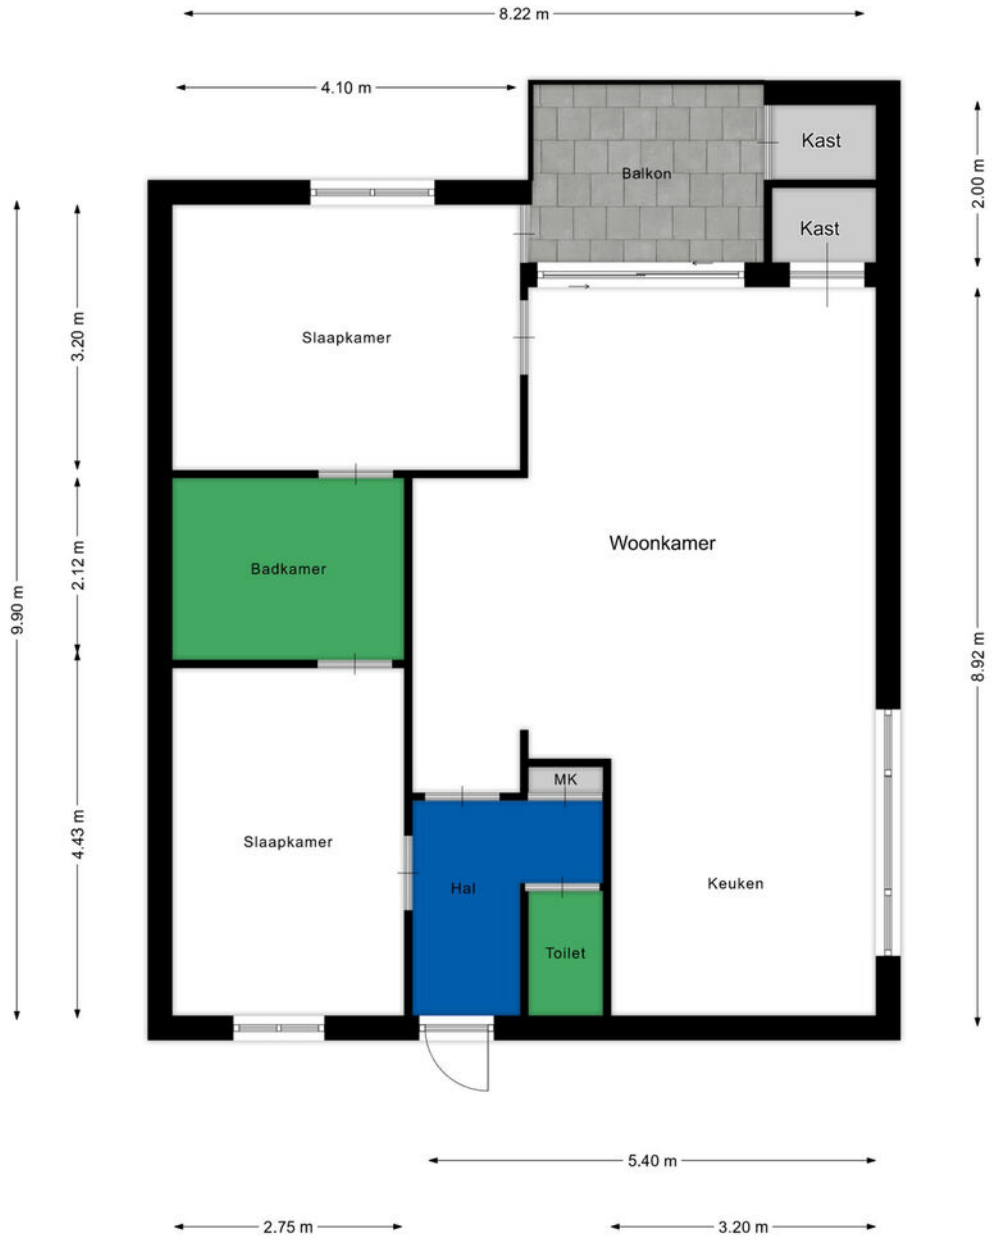 8.22 m
4.10 m
Kast
Balkon
2.00 m
Kast
Slaapkamer
3.20 m
Woonkamer
Badkamer
2.12 m
9.90 m
8.92 m
MK
Slaapkamer
4.43 m
Hal
Keuken
Toilet
5.40 m
2.75 m
3.20 m